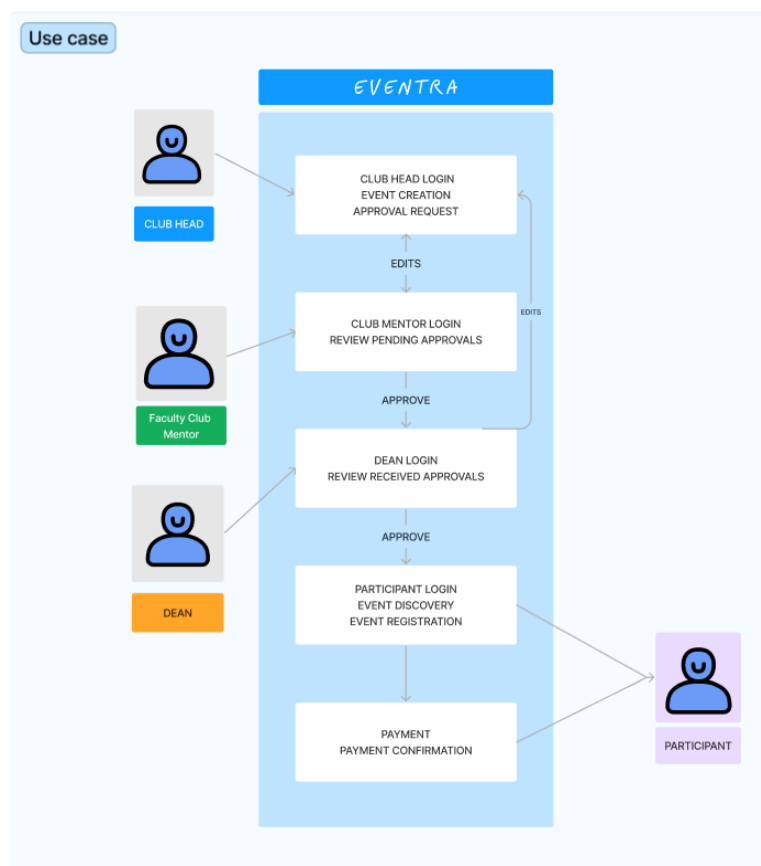 Use case
EVENTRA
CLUB HEAD
CLUB HEAD LOGIN
EVENT CREATION
APPROVAL REQUEST
EDITS
EDITS
Faculty Club
Mentor
CLUB MENTOR LOGIN
REVIEW PENDING APPROVALS
APPROVE
DEAN LOGIN
REVIEW RECEIVED APPROVALS
APPROVE
DEAN
PARTICIPANT LOGIN
EVENT DISCOVERY
EVENT REGISTRATION
PAYMENT
PAYMENT CONFIRMATION
PARTICIPANT